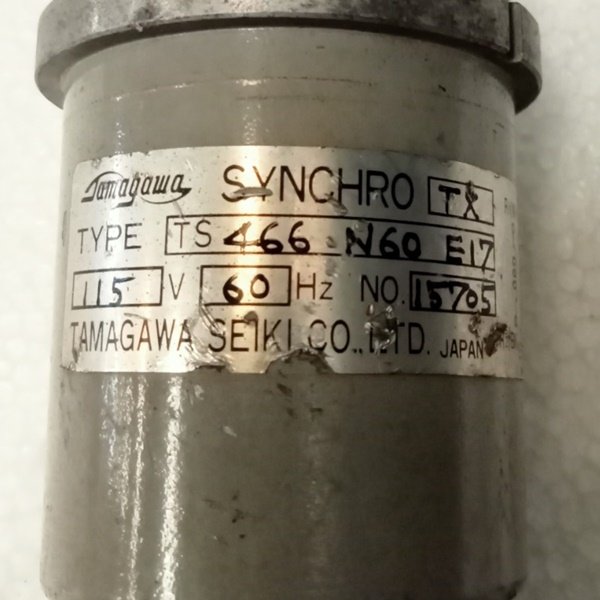 Tamagawa SYNCHRO TX
TYPE TS 466 N60 E17
115 V 60 Hz NO. 15705
TAMAGAWA SEIKI CO., LTD. JAPAN